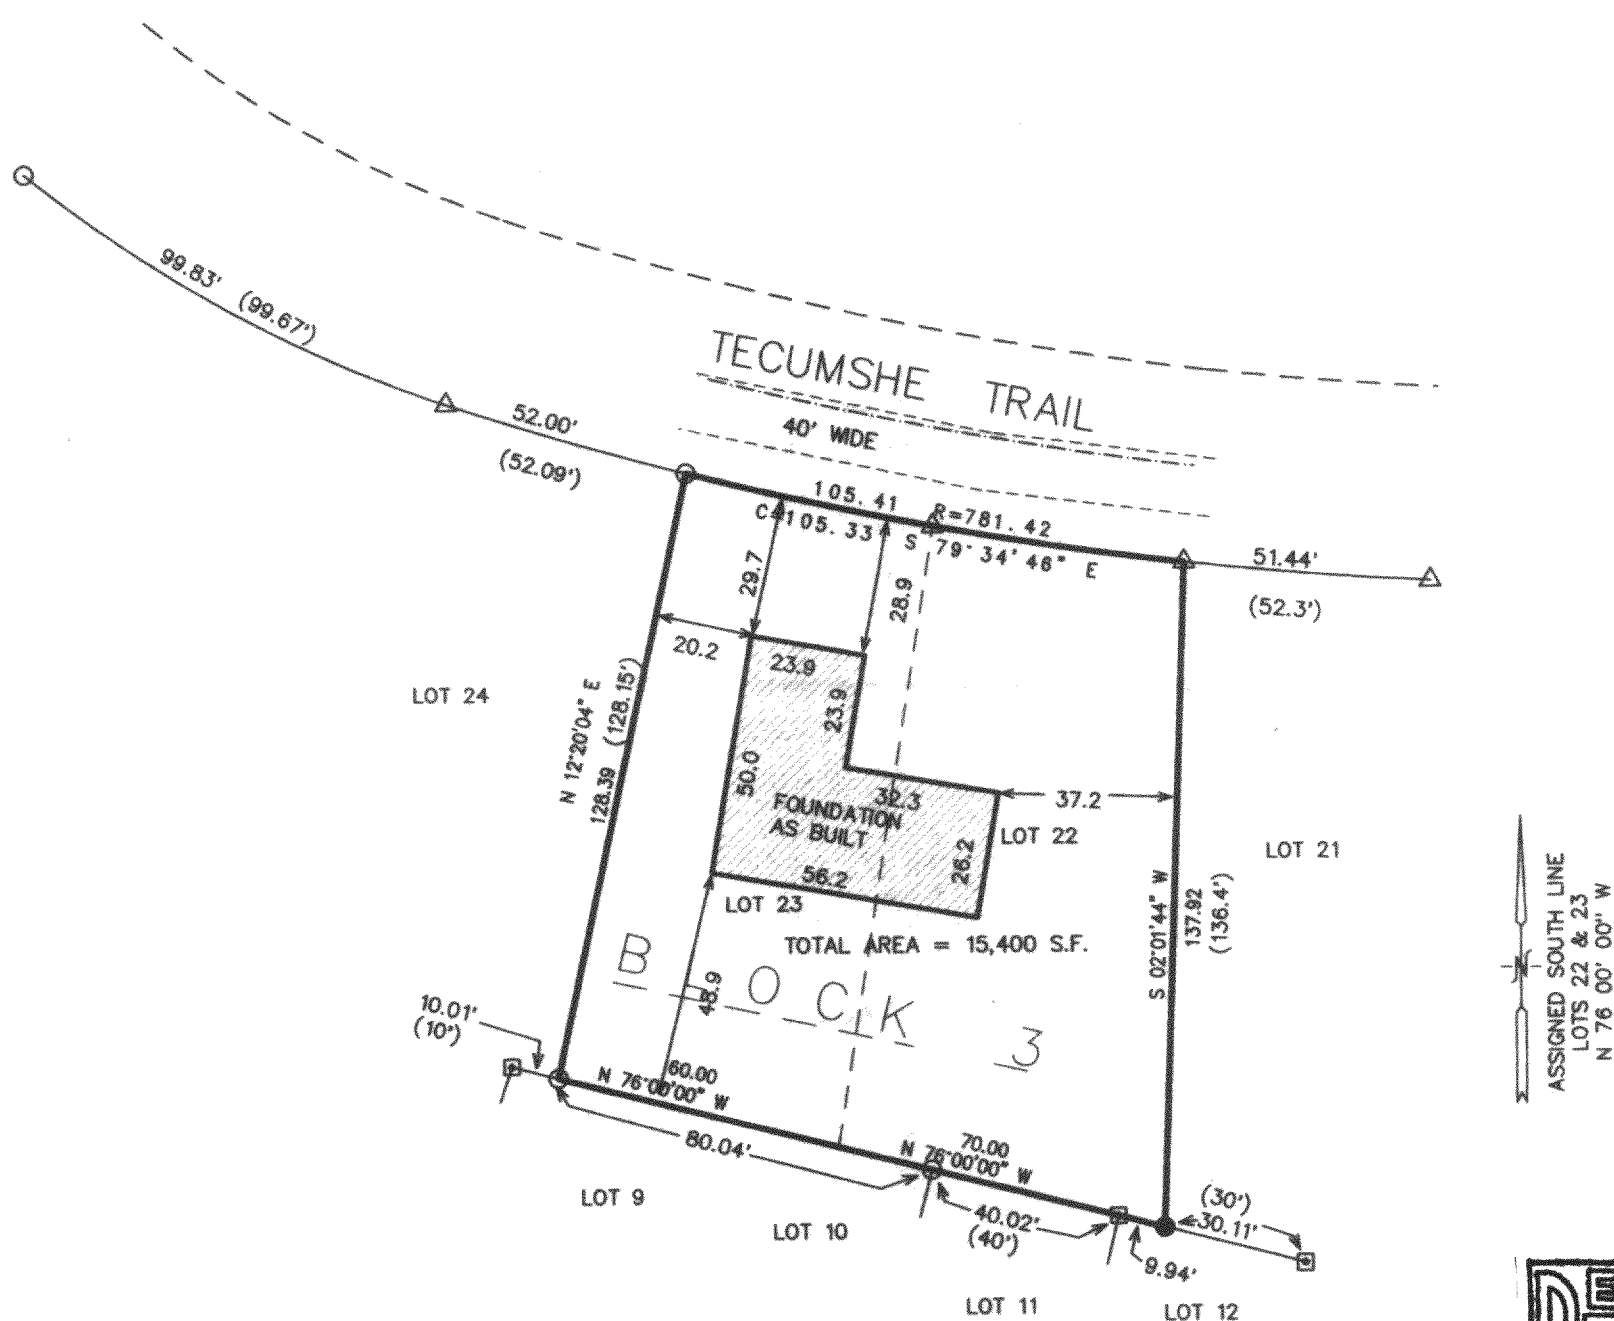 99.83' (99.67')
TECUMSHE TRAIL
40' WIDE
52.00'
(52.09')
105.41 R=781.42
C=105.33 S 79°34'46" E
51.44'
(52.3')
29.7
28.9
20.2
23.9
23.9
LOT 24
N 12°20'04" E
128.39 (128.15')
50.0
32.3
37.2
FOUNDATION
AS BUILT
LOT 22
LOT 21
26.2
56.2
LOT 23
S 02°01'44" W
137.92
(136.4')
TOTAL AREA = 15,400 S.F.
BLOCK 3
48.9
10.01'
(10')
60.00
N 76°00'00" W
80.04'
70.00
N 76°00'00" W
40.02'
(40')
(30')
30.11'
9.94'
LOT 9
LOT 10
LOT 11
LOT 12
N
ASSIGNED SOUTH LINE
LOTS 22 & 23
N 76 00' 00" W